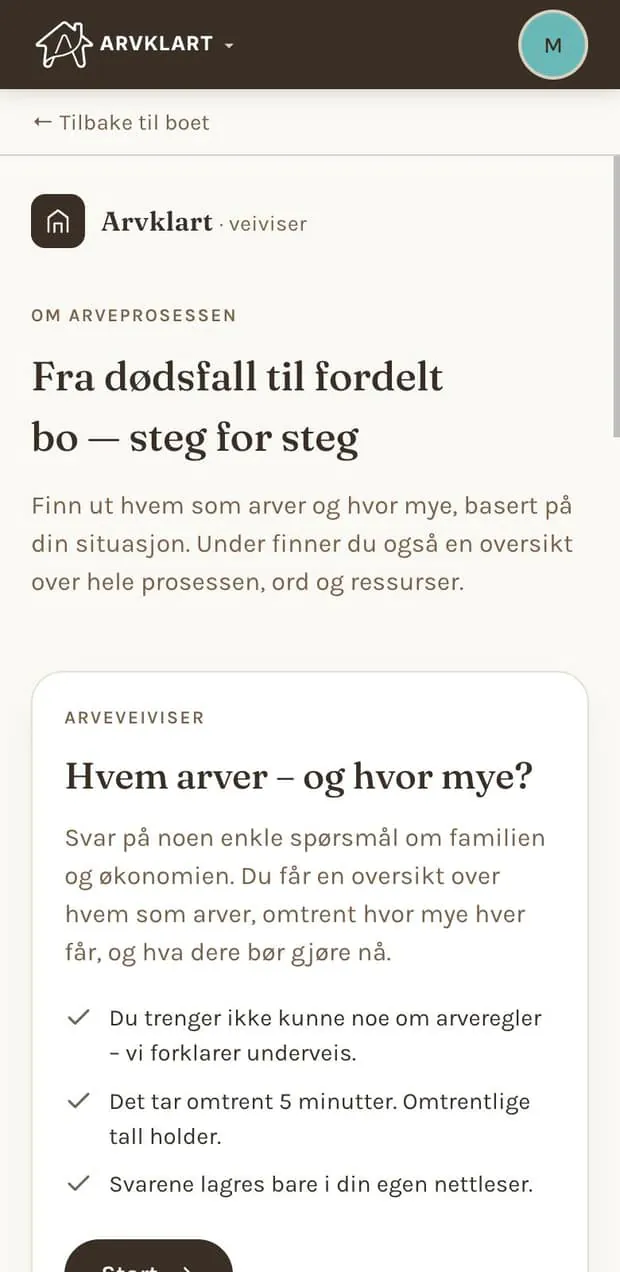 ARVKLART
M
← Tilbake til boet
Arvklart · veiviser
OM ARVEPROSESSEN
Fra dødsfall til fordelt
bo — steg for steg
Finn ut hvem som arver og hvor mye, basert på
din situasjon. Under finner du også en oversikt
over hele prosessen, ord og ressurser.
ARVEVEIVISER
Hvem arver – og hvor mye?
Svar på noen enkle spørsmål om familien
og økonomien. Du får en oversikt over
hvem som arver, omtrent hvor mye hver
får, og hva dere bør gjøre nå.
Du trenger ikke kunne noe om arveregler
– vi forklarer underveis.
Det tar omtrent 5 minutter. Omtrentlige
tall holder.
Svarene lagres bare i din egen nettleser.
Start →